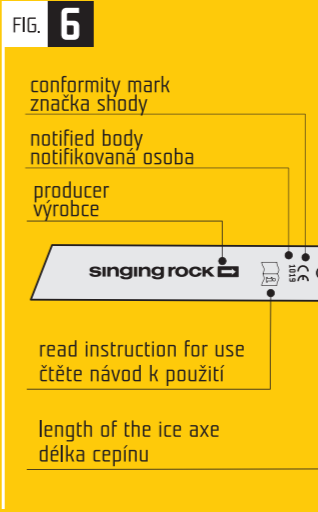 FIG. 6
conformity mark
značka shody
notified body
notifikovaná osoba
producer
výrobce
singing rock
1019
CE
read instruction for use
čtěte návod k použití
length of the ice axe
délka cepínu